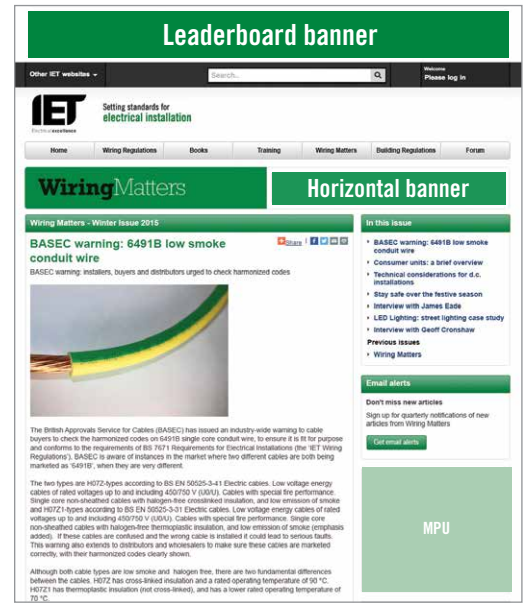 Leaderboard banner
Other IET websites
Search...
Welcome
Please log in
IET
Electrical excellence
Setting standards for
electrical installation
Home Wiring Regulations Books Training Wiring Matters Building Regulations Forum
WiringMatters
Horizontal banner
Wiring Matters - Winter Issue 2015
BASEC warning: 6491B low smoke
conduit wire
Share
BASEC warning: installers, buyers and distributors urged to check harmonized codes
The British Approvals Service for Cables (BASEC) has issued an industry-wide warning to cable
buyers to check the harmonized codes on 6491B single core conduit wire, to ensure it is fit for purpose
and conforms to the requirements of BS 7671 Requirements for Electrical Installations (the 'IET Wiring
Regulations'). BASEC is aware of instances in the market where two different cables are both being
marketed as '6491B', when they are very different.
The two types are H07Z-types according to BS EN 50525-3-41 Electric cables. Low voltage energy
cables of rated voltages up to and including 450/750 V (U0/U). Cables with special fire performance.
Single core non-sheathed cables with halogen-free crosslinked insulation, and low emission of smoke
and H07Z1-types according to BS EN 50525-3-31 Electric cables. Low voltage energy cables of rated
voltages up to and including 450/750 V (U0/U). Cables with special fire performance. Single core
non-sheathed cables with halogen-free thermoplastic insulation, and low emission of smoke (emphasis
added). If these cables are confused and the wrong cable is installed it could lead to serious faults.
This warning also extends to distributors and wholesalers to make sure these cables are marketed
correctly, with their harmonized codes clearly shown.
Although both cable types are low smoke and halogen free, there are two fundamental differences
between the cables. H07Z has cross-linked insulation and a rated operating temperature of 90 °C.
H07Z1 has thermoplastic insulation (not cross-linked), and has a lower rated operating temperature of
70 °C.
In this issue
BASEC warning: 6491B low smoke
conduit wire
Consumer units: a brief overview
Technical considerations for d.c.
installations
Stay safe over the festive season
Interview with James Eade
LED Lighting: street lighting case study
Interview with Geoff Cronshaw
Previous issues
Wiring Matters
Email alerts
Don't miss new articles
Sign up for quarterly notifications of new
articles from Wiring Matters
Get email alerts
MPU